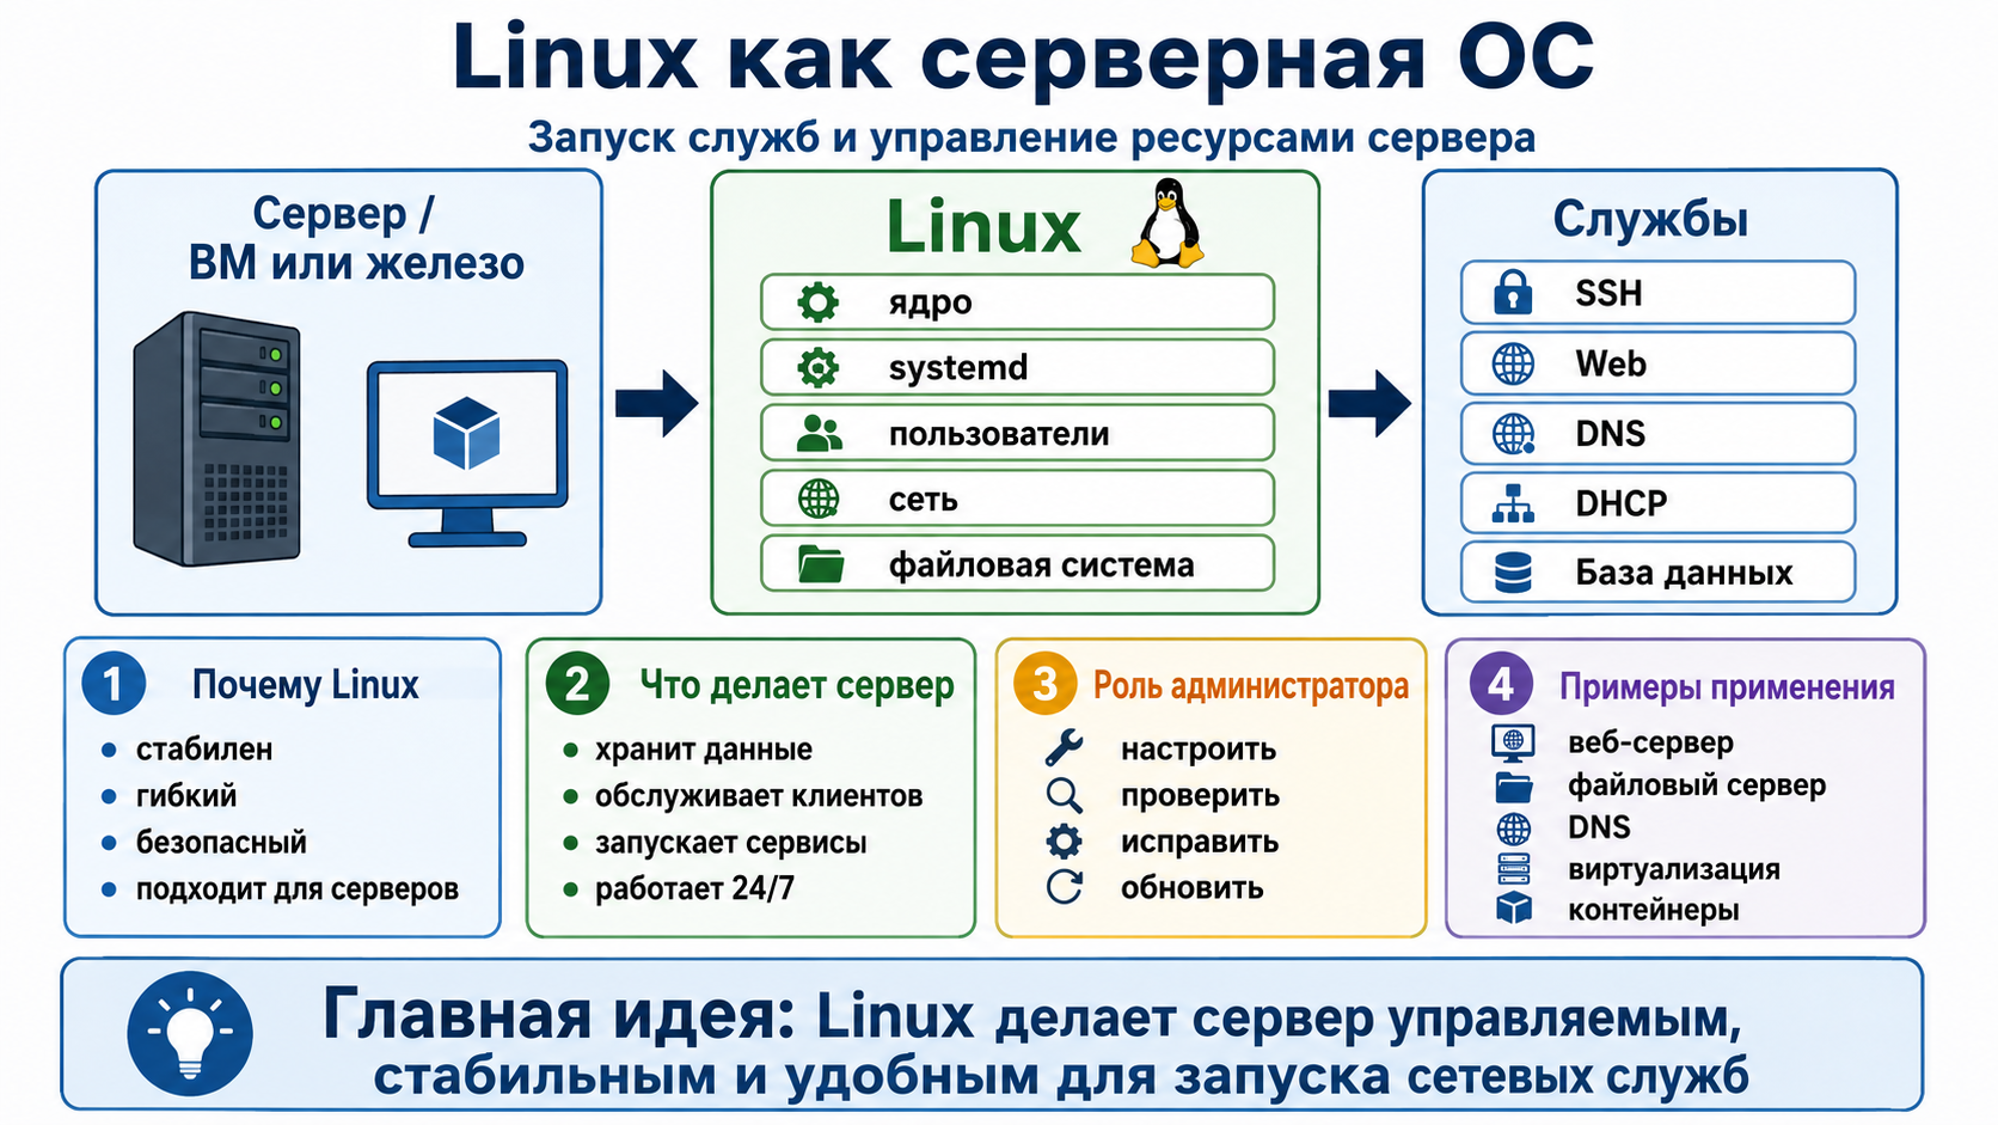 Linux как серверная ОС
Запуск служб и управление ресурсами сервера
Сервер /
ВМ или железо
Linux
ядро
systemd
пользователи
сеть
файловая система
Службы
SSH
Web
DNS
DHCP
База данных
1 Почему Linux
стабилен
гибкий
безопасный
подходит для серверов
2 Что делает сервер
хранит данные
обслуживает клиентов
запускает сервисы
работает 24/7
3 Роль администратора
настроить
проверить
исправить
обновить
4 Примеры применения
веб-сервер
файловый сервер
DNS
виртуализация
контейнеры
Главная идея: Linux делает сервер управляемым,
стабильным и удобным для запуска сетевых служб